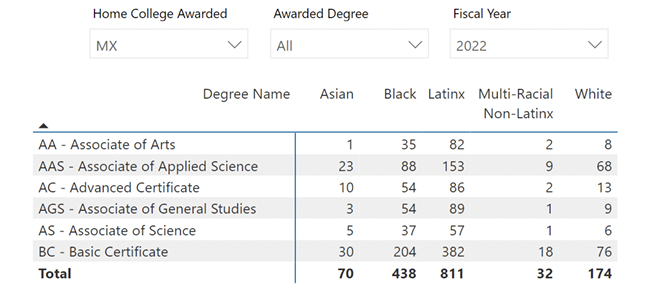 Home College Awarded Awarded Degree Fiscal Year
MX All 2022
Degree Name Asian Black Latinx Multi-Racial White
Non-Latinx
AA - Associate of Arts 1 35 82 2 8
AAS - Associate of Applied Science 23 88 153 9 68
AC - Advanced Certificate 10 54 86 2 13
AGS - Associate of General Studies 3 54 89 1 9
AS - Associate of Science 5 37 57 1 6
BC - Basic Certificate 30 204 382 18 76
Total 70 438 811 32 174